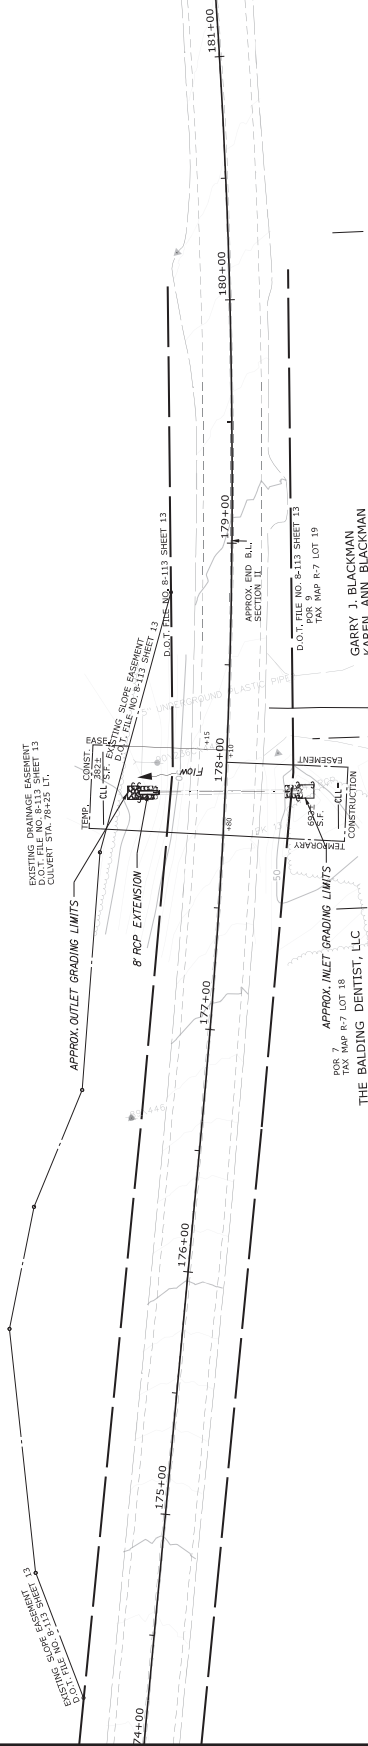 181+00
180+00
179+00
D.O.T. FILE NO. 8-113 SHEET 13
D.O.T. FILE NO. 8-113 SHEET 13
POR 9
TAX MAP R-7 LOT 19
GARRY J. BLACKMAN
KAREN ANN BLACKMAN
APPROX. END B.L.
SECTION II
EXISTING SLOPE EASEMENT
D.O.T. FILE NO. 8-113 SHEET 13
UNDERGROUND PLASTIC PIPE
178+00
+15
+10
+80
Flow
EASE.
TEMP. CONST.
382±
S.F.
CLL
EXISTING DRAINAGE EASEMENT
D.O.T. FILE NO. 8-113 SHEET 13
CULVERT STA. 78+25 LT.
EASEMENT
TEMPORARY
CONSTRUCTION
CLL
S.F.
50
APPROX. OUTLET GRADING LIMITS
8' RCP EXTENSION
APPROX. INLET GRADING LIMITS
POR 7
TAX MAP R-7 LOT 18
THE BALDING DENTIST, LLC
177+00
176+00
175+00
EXISTING SLOPE EASEMENT
D.O.T. FILE NO. 8-113 SHEET 13
74+00